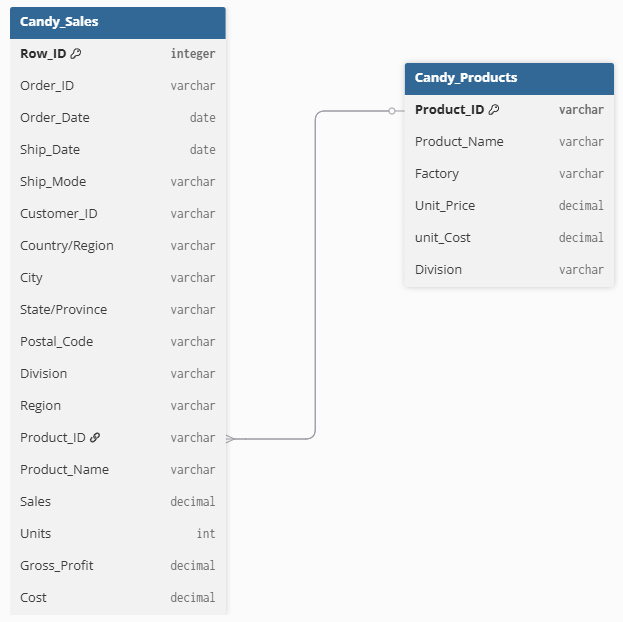 Candy_Sales
Row_ID integer
Order_ID varchar
Order_Date date
Ship_Date date
Ship_Mode varchar
Customer_ID varchar
Country/Region varchar
City varchar
State/Province varchar
Postal_Code varchar
Division varchar
Region varchar
Product_ID varchar
Product_Name varchar
Sales decimal
Units int
Gross_Profit decimal
Cost decimal
Candy_Products
Product_ID varchar
Product_Name varchar
Factory varchar
Unit_Price decimal
unit_Cost decimal
Division varchar